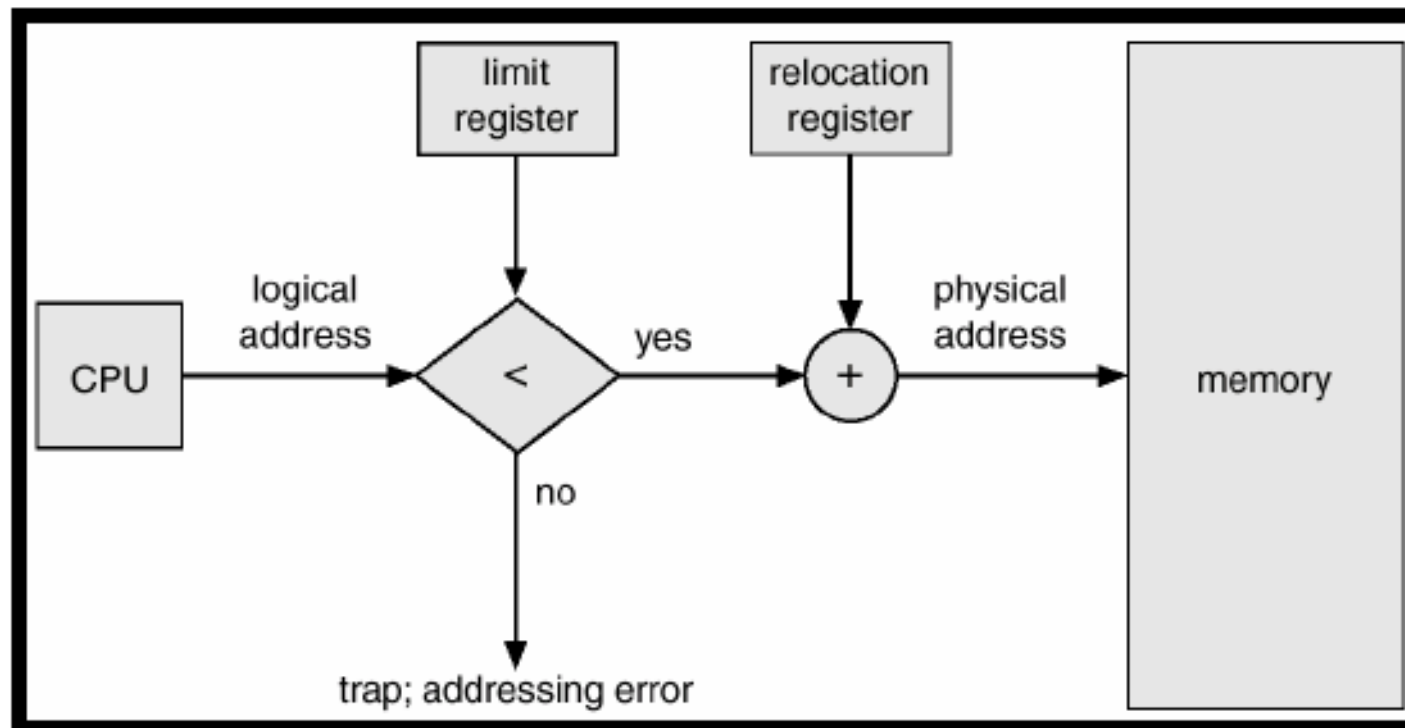 limit
register
relocation
register
logical
address
physical
address
CPU
<
yes
+
memory
no
trap; addressing error